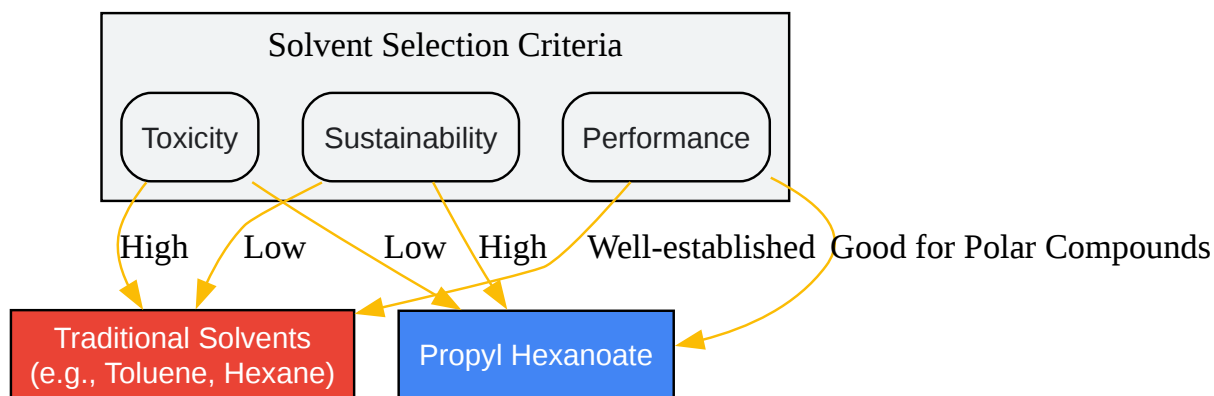 Solvent Selection Criteria
Toxicity
Sustainability
Performance
High
Low
Low
High
Well-established
Good for Polar Compounds
Traditional Solvents
(e.g., Toluene, Hexane)
Propyl Hexanoate